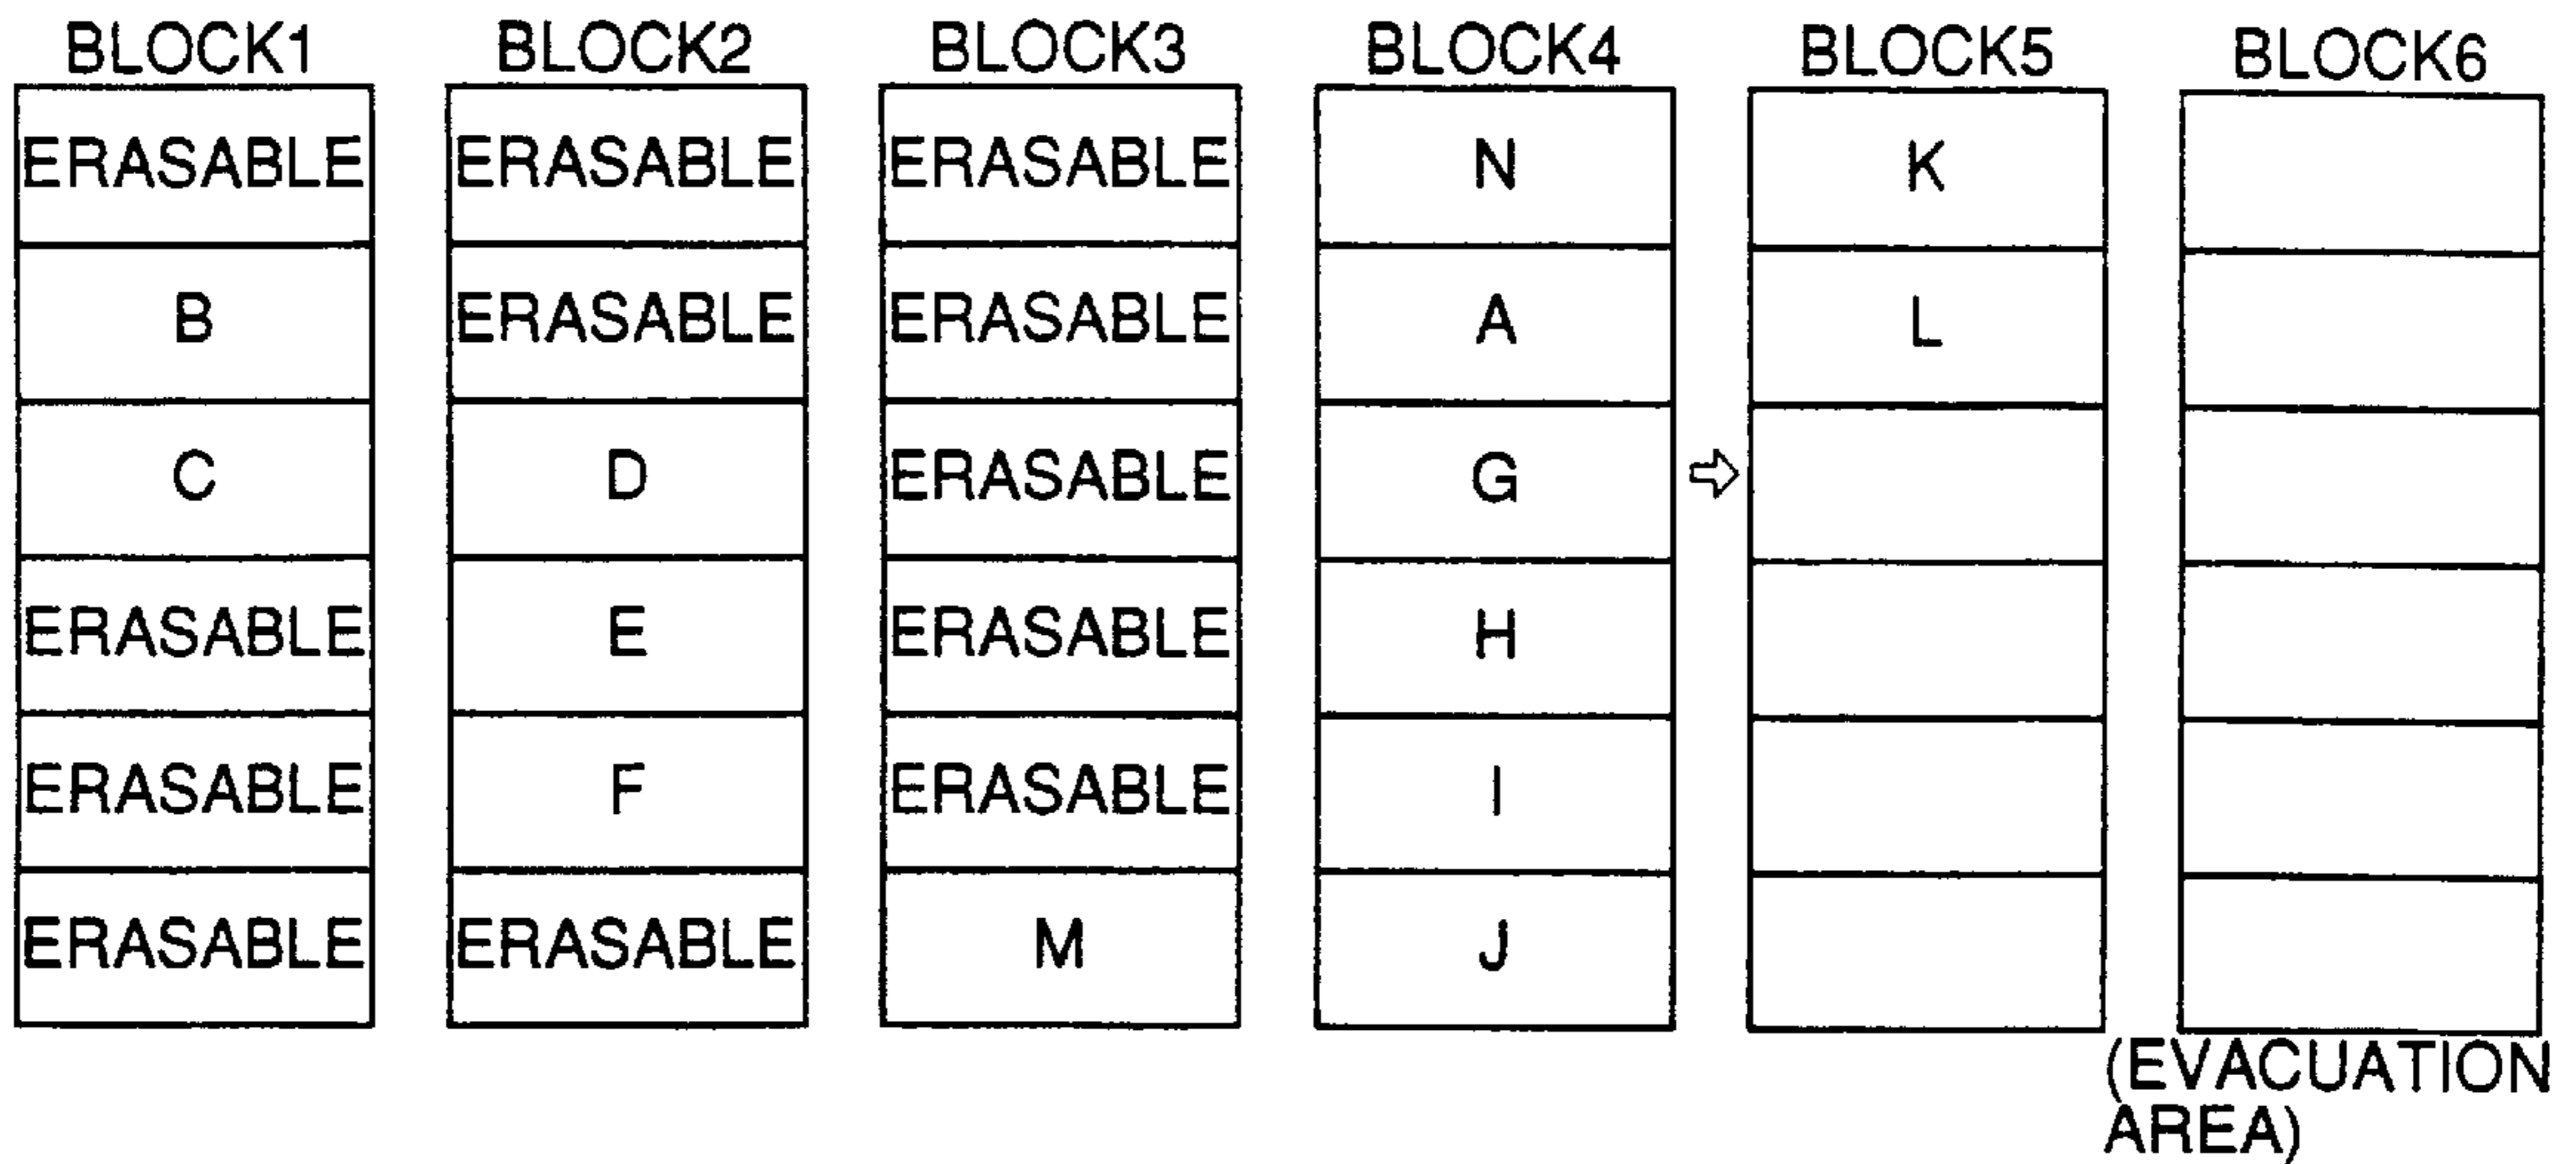 BLOCK1 BLOCK2 BLOCK3 BLOCK4 BLOCK5 BLOCK6
ERASABLE ERASABLE ERASABLE N K
B ERASABLE ERASABLE A L
C D ERASABLE G
ERASABLE E ERASABLE H
ERASABLE F ERASABLE I
ERASABLE ERASABLE M J
(EVACUATION
AREA)